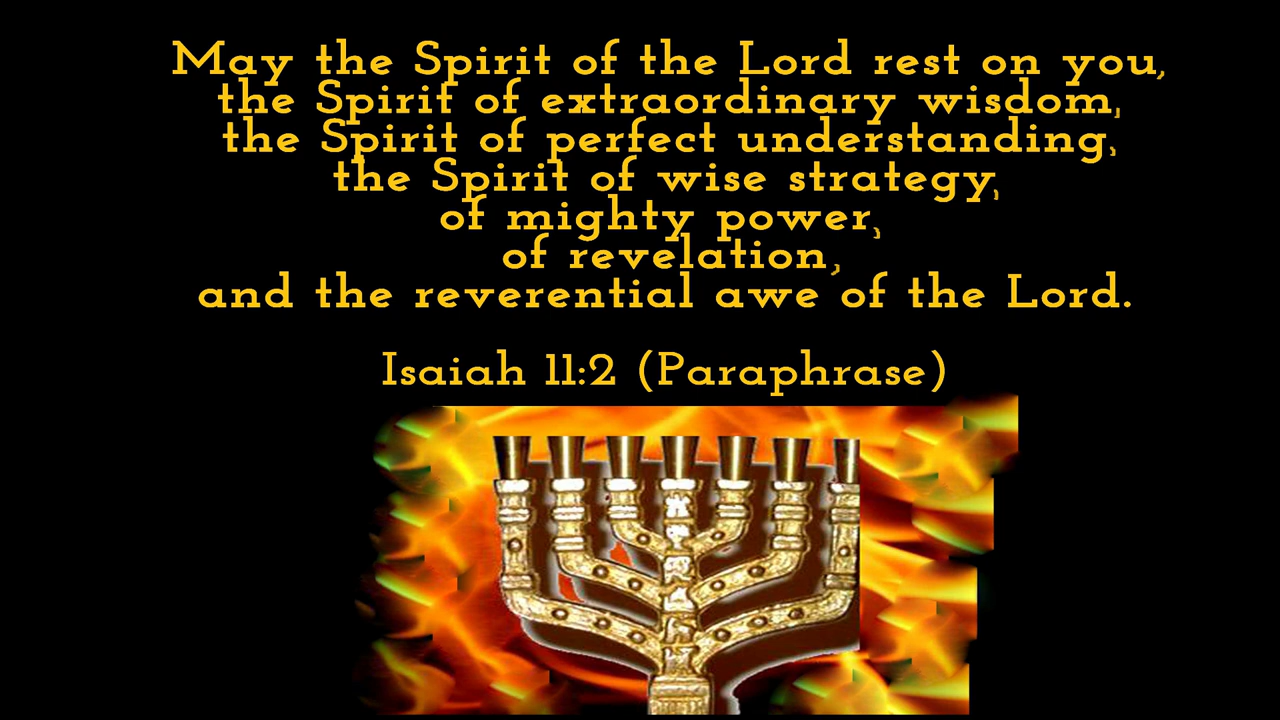 May the Spirit of the Lord rest on you,
the Spirit of extraordinary wisdom,
the Spirit of perfect understanding,
the Spirit of wise strategy,
of mighty power,
of revelation,
and the reverential awe of the Lord.
Isaiah 11:2 (Paraphrase)